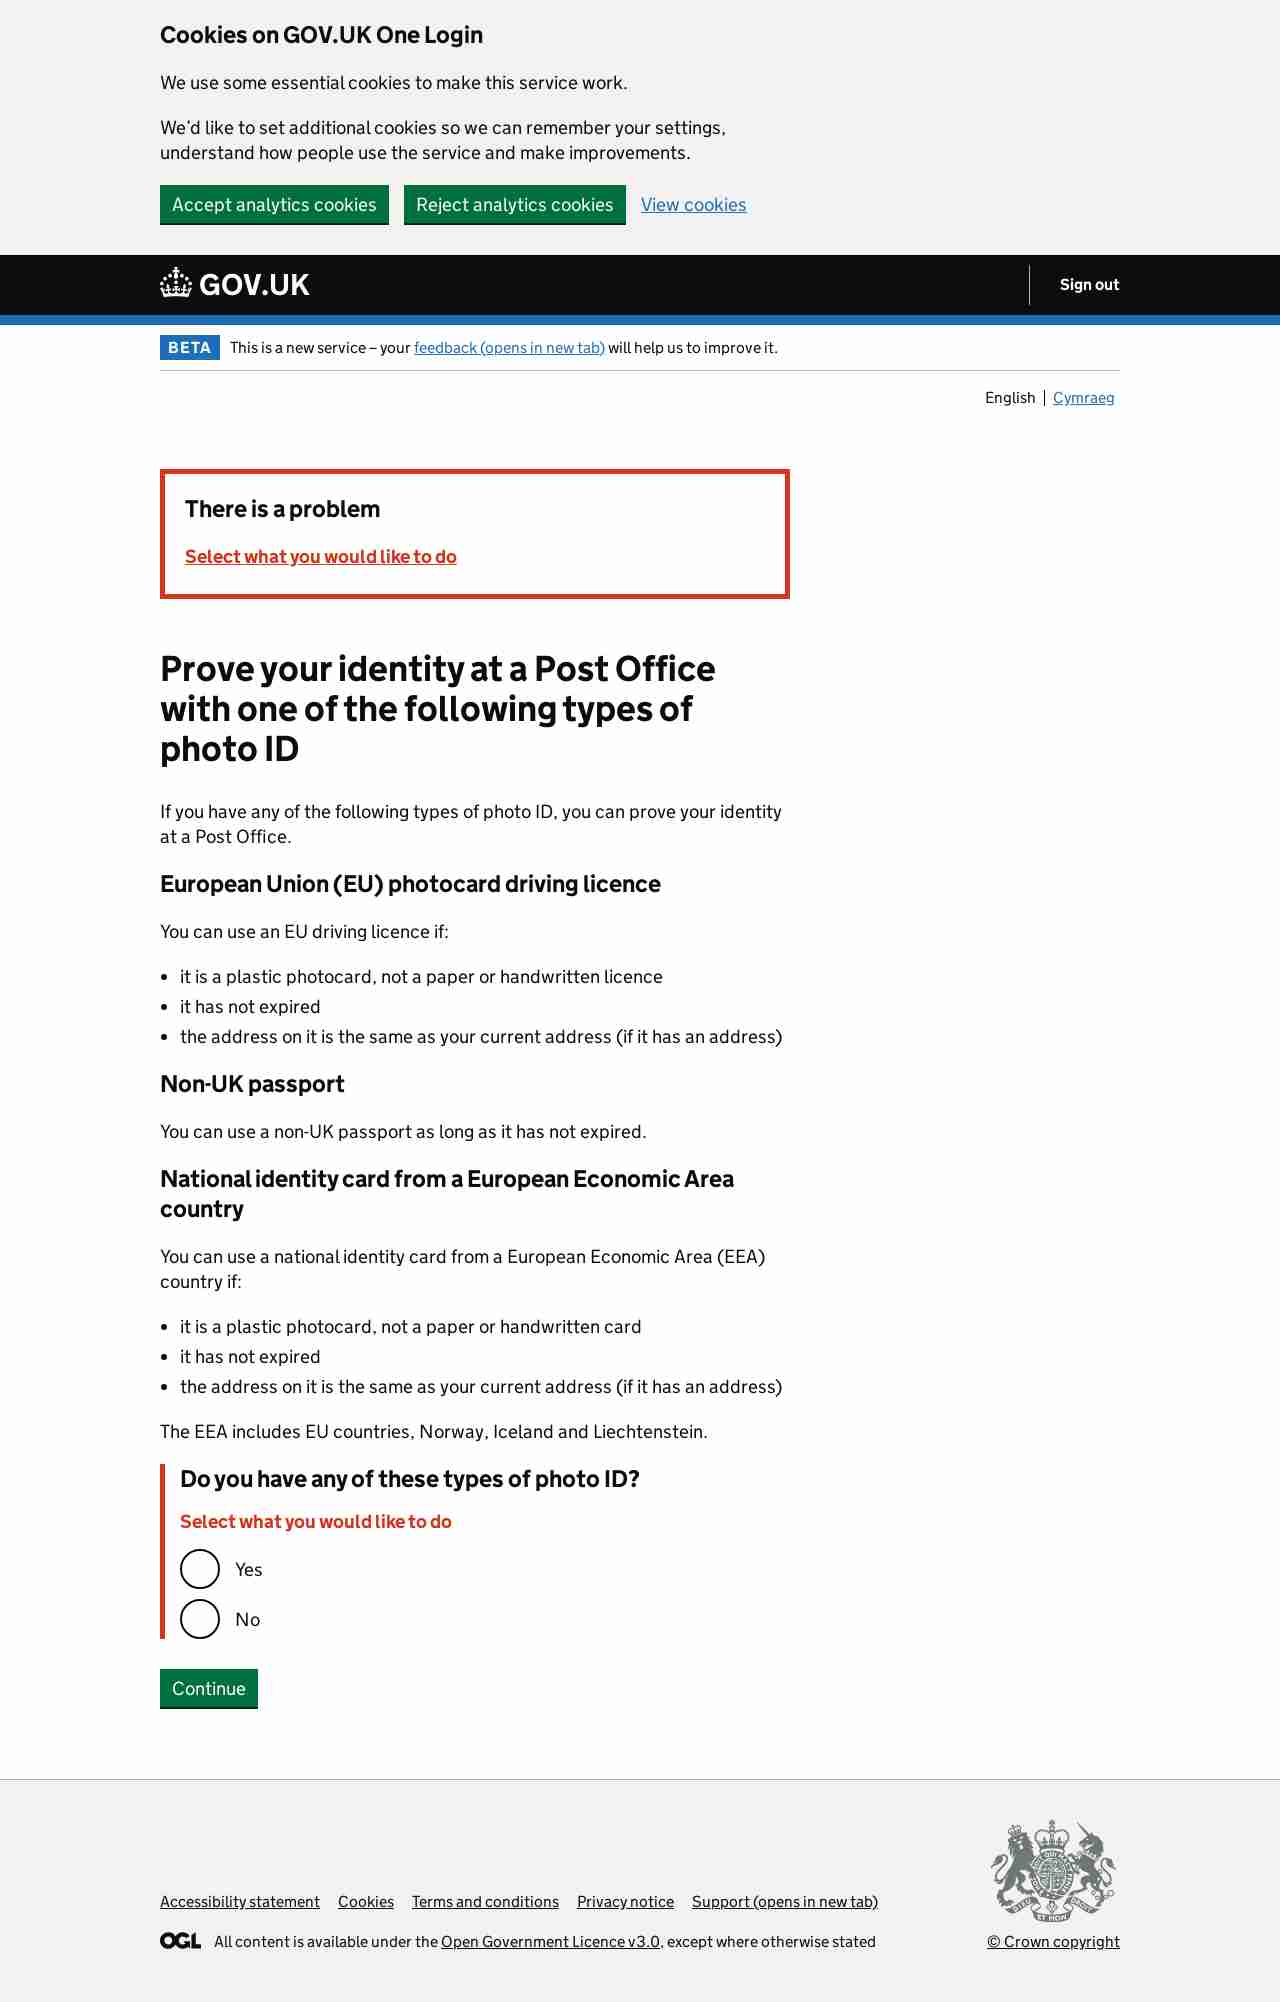 Cookies on GOV.UK One Login
We use some essential cookies to make this service work.
We'd like to set additional cookies so we can remember your settings,
understand how people use the service and make improvements.
Accept analytics cookies Reject analytics cookies View cookies
GOV.UK Sign out
BETA This is a new service – your feedback (opens in new tab) will help us to improve it.
English Cymraeg
There is a problem
Select what you would like to do
Prove your identity at a Post Office
with one of the following types of
photo ID
If you have any of the following types of photo ID, you can prove your identity
at a Post Office.
European Union (EU) photocard driving licence
You can use an EU driving licence if:
• it is a plastic photocard, not a paper or handwritten licence
• it has not expired
• the address on it is the same as your current address (if it has an address)
Non-UK passport
You can use a non-UK passport as long as it has not expired.
National identity card from a European Economic Area
country
You can use a national identity card from a European Economic Area (EEA)
country if:
• it is a plastic photocard, not a paper or handwritten card
• it has not expired
• the address on it is the same as your current address (if it has an address)
The EEA includes EU countries, Norway, Iceland and Liechtenstein.
Do you have any of these types of photo ID?
Select what you would like to do
Yes
No
Continue
Accessibility statement Cookies Terms and conditions Privacy notice Support (opens in new tab)
OGL All content is available under the Open Government Licence v3.0, except where otherwise stated
© Crown copyright